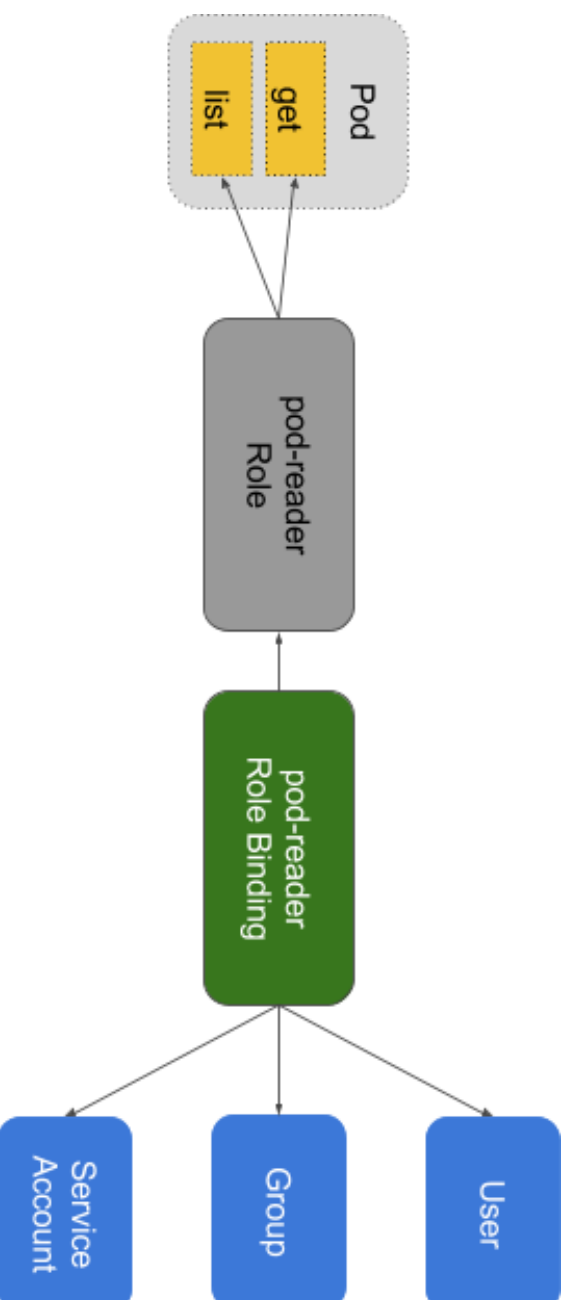 Pod
get
list
pod-reader
Role
pod-reader
Role Binding
User
Group
Service
Account